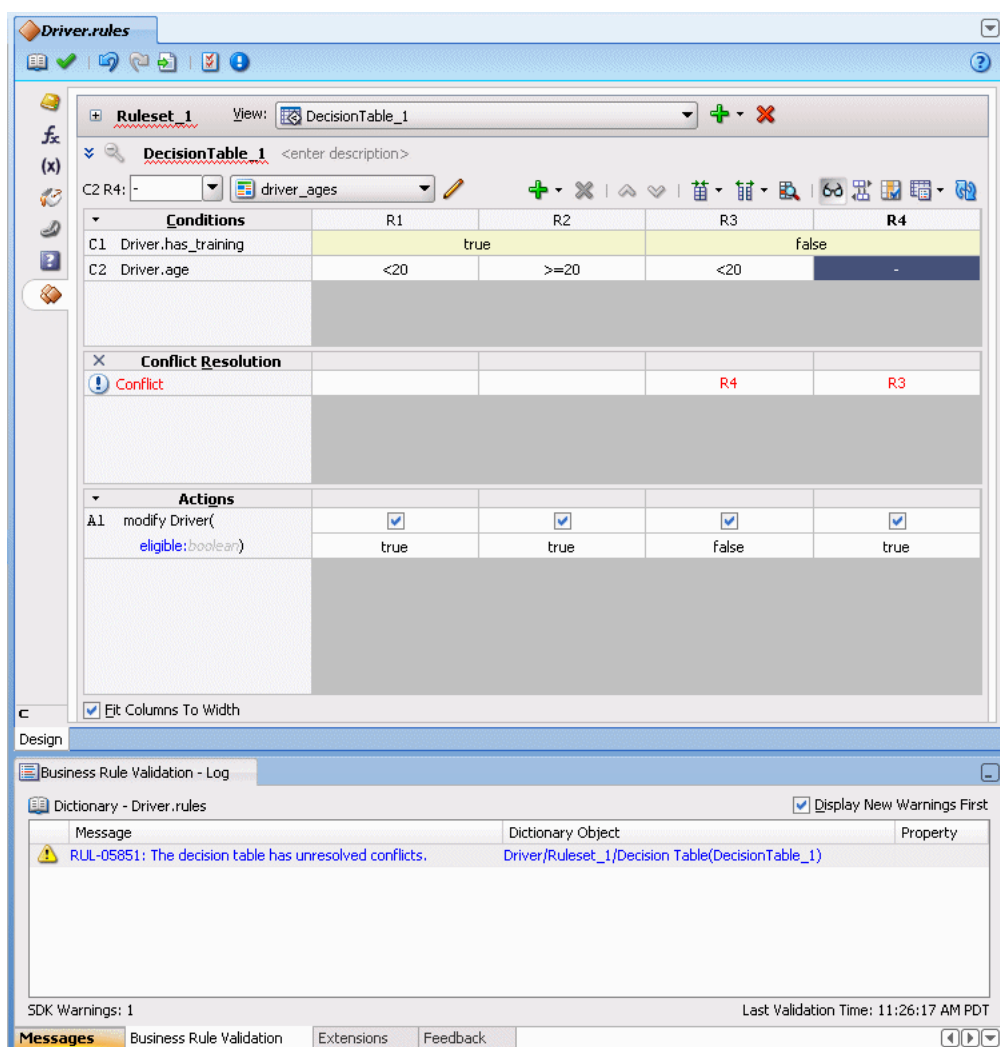 Driver.rules
Ruleset_1 View: DecisionTable_1
DecisionTable_1 <enter description>
C2 R4: - driver_ages
Conditions R1 R2 R3 R4
C1 Driver.has_training true false
C2 Driver.age <20 >=20 <20 -
Conflict Resolution
Conflict R4 R3
Actions
A1 modify Driver(
eligible:boolean) true true false true
Fit Columns To Width
Design
Business Rule Validation - Log
Dictionary - Driver.rules Display New Warnings First
Message Dictionary Object Property
RUL-05851: The decision table has unresolved conflicts. Driver/Ruleset_1/Decision Table(DecisionTable_1)
SDK Warnings: 1 Last Validation Time: 11:26:17 AM PDT
Messages Business Rule Validation Extensions Feedback